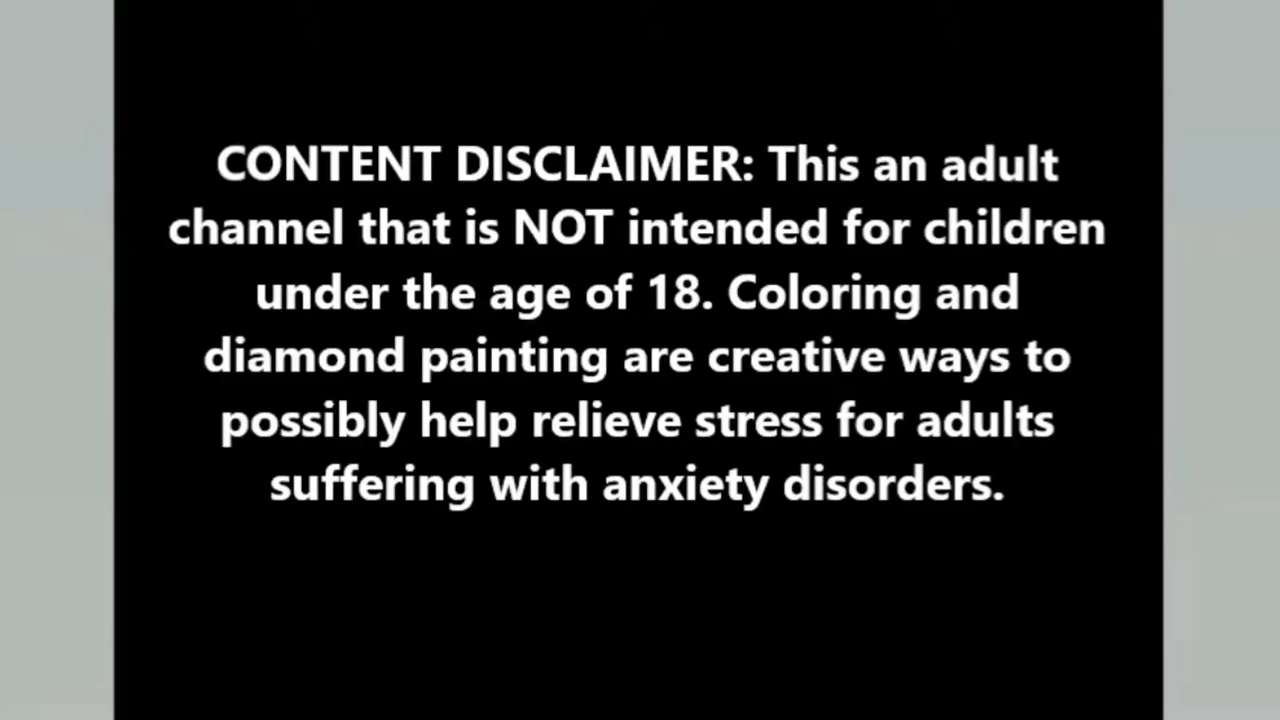 CONTENT DISCLAIMER: This an adult
channel that is NOT intended for children
under the age of 18. Coloring and
diamond painting are creative ways to
possibly help relieve stress for adults
suffering with anxiety disorders.